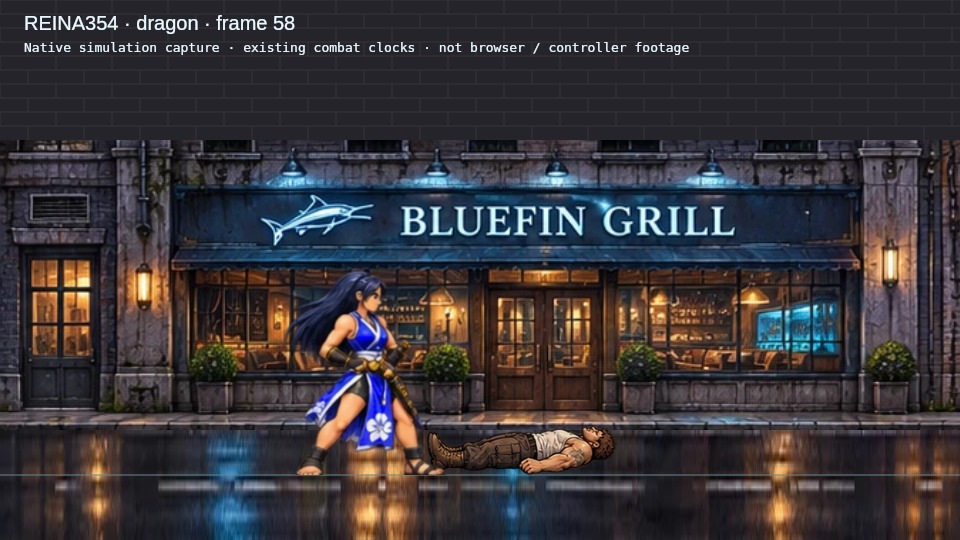 REINA354 · dragon · frame 58
Native simulation capture · existing combat clocks · not browser / controller footage
BLUEFIN GRILL